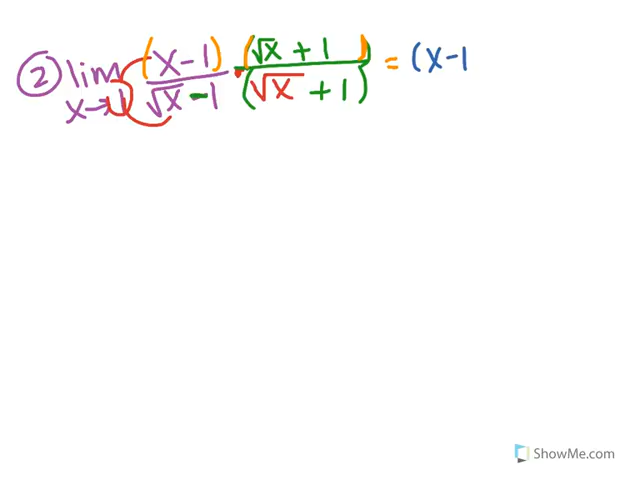 ② lim x→1 (x-1)/(√x-1) · (√x+1)/(√x+1) = (x-1
ShowMe.com